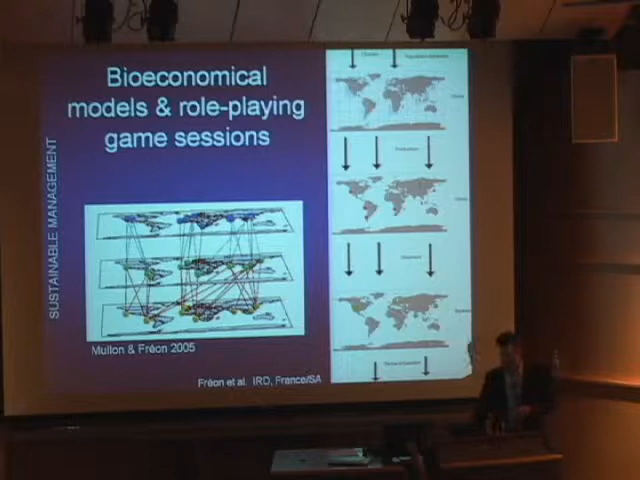 Bioeconomical
models & role-playing
game sessions
SUSTAINABLE MANAGEMENT
Mullon & Fréon 2005
Fréon et al. IRD, France/SA